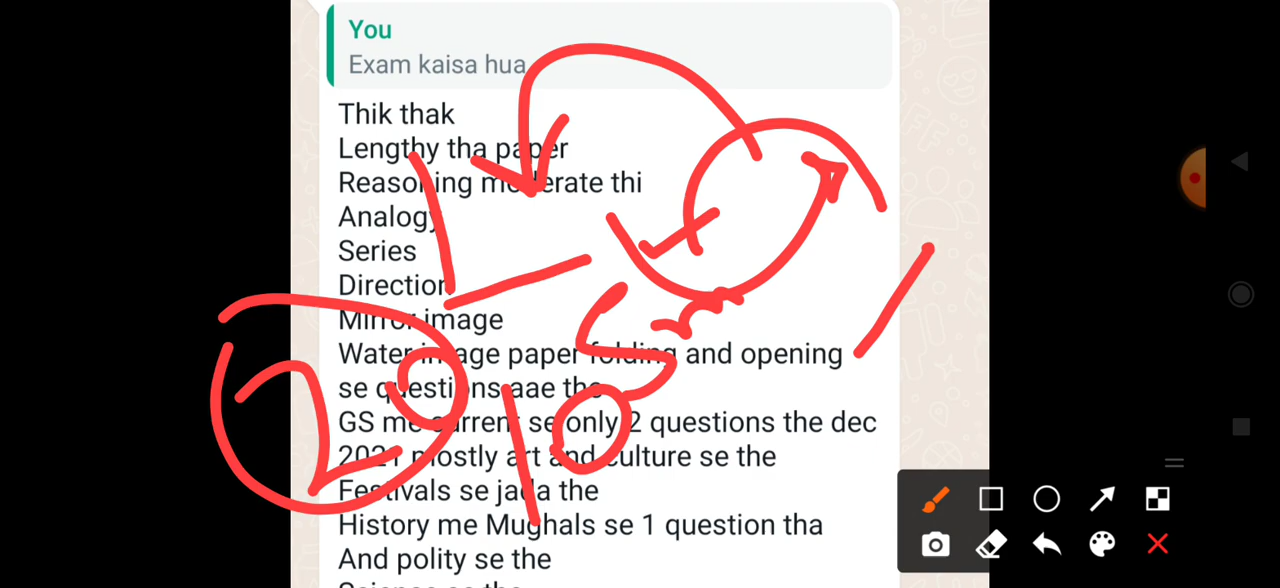 You
Exam kaisa hua
Thik thak
Lengthy tha paper
Reasoning moderate thi
Analogy
Series
Direction
Mirror image
Water image paper folding and opening
se questions aae the
GS me current se only 2 questions the dec
2021 mostly art and culture se the
Festivals se jada the
History me Mughals se 1 question tha
And polity se the
20